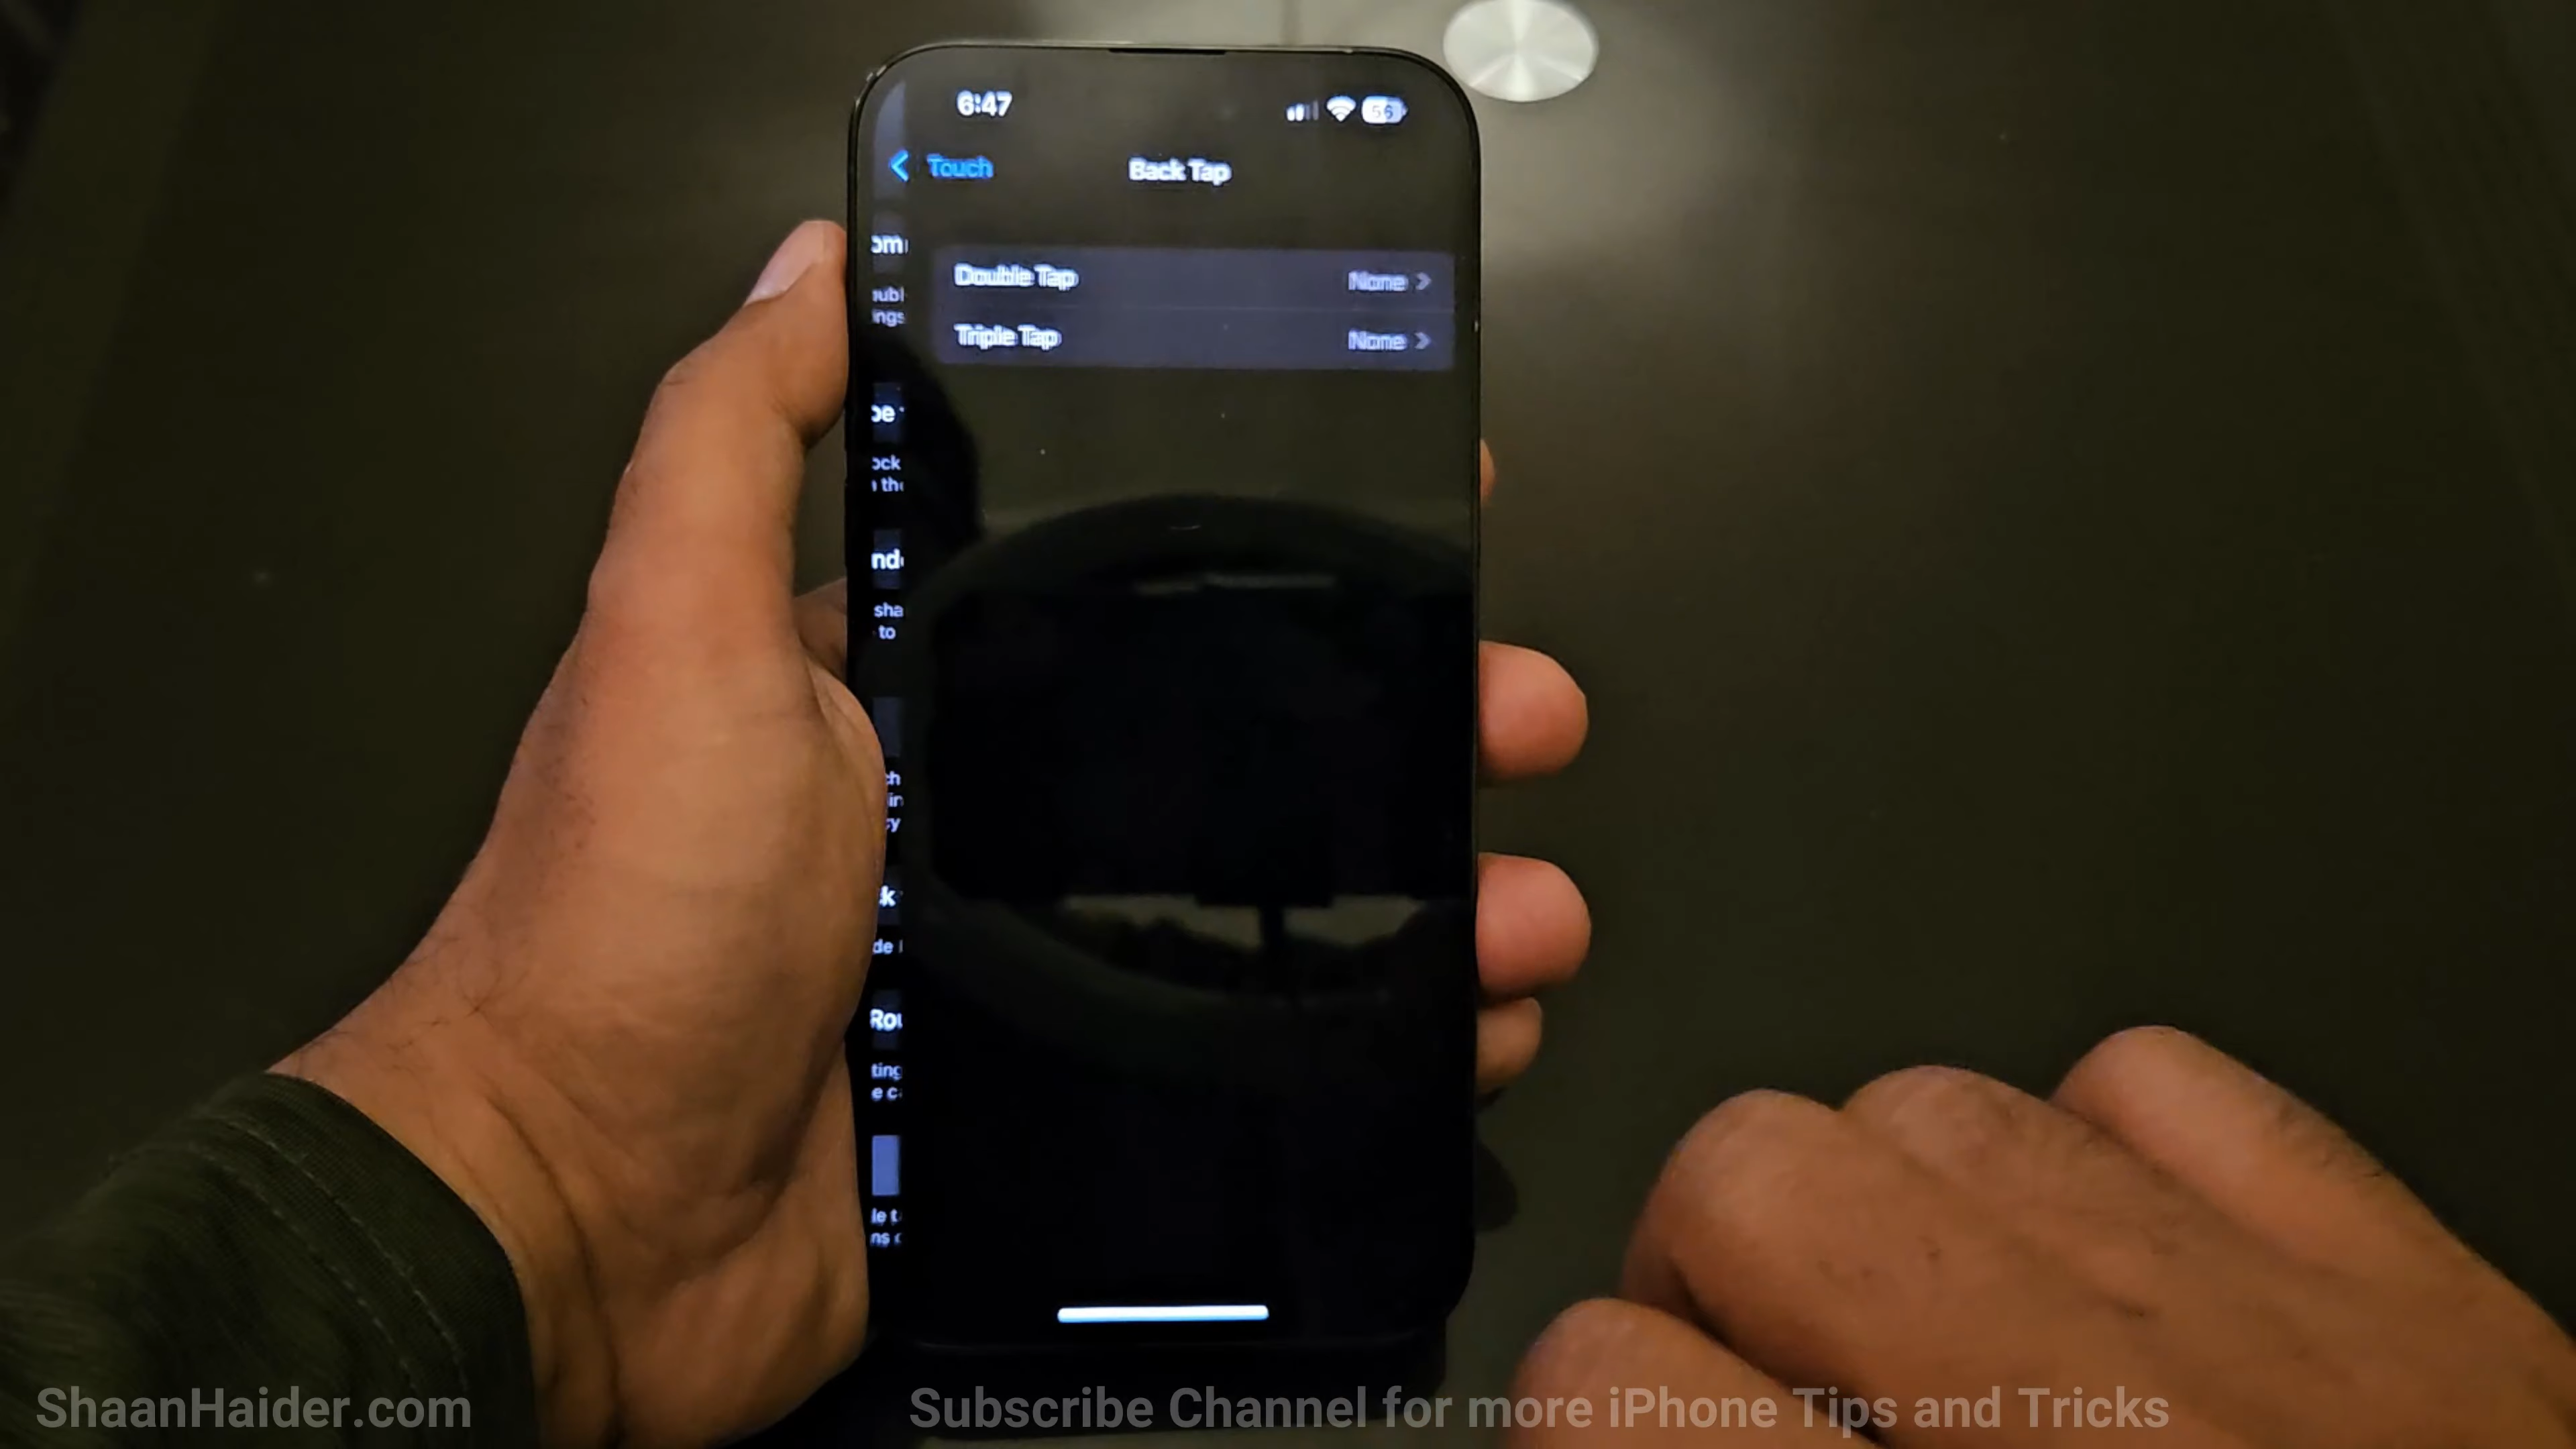 6:47
56
Touch
Back Tap
Double Tap
None
Triple Tap
None
ShaanHaider.com
Subscribe Channel for more iPhone Tips and Tricks